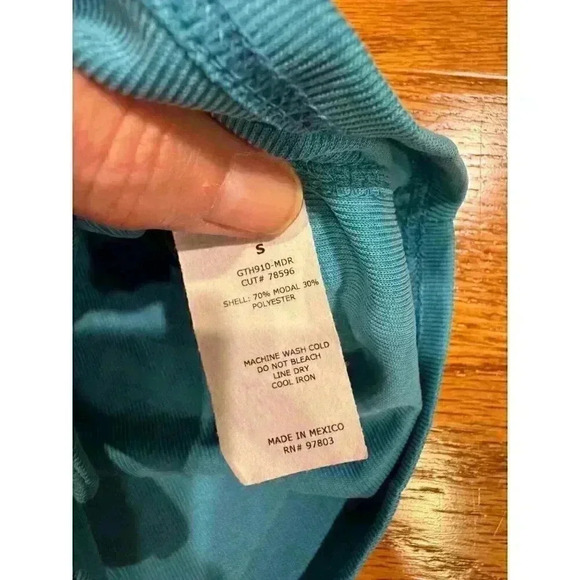 S
GTH910-MDR
CUT# 78596
SHELL: 70% MODAL 30%
POLYESTER
MACHINE WASH COLD
DO NOT BLEACH
LINE DRY
COOL IRON
MADE IN MEXICO
RN# 97803